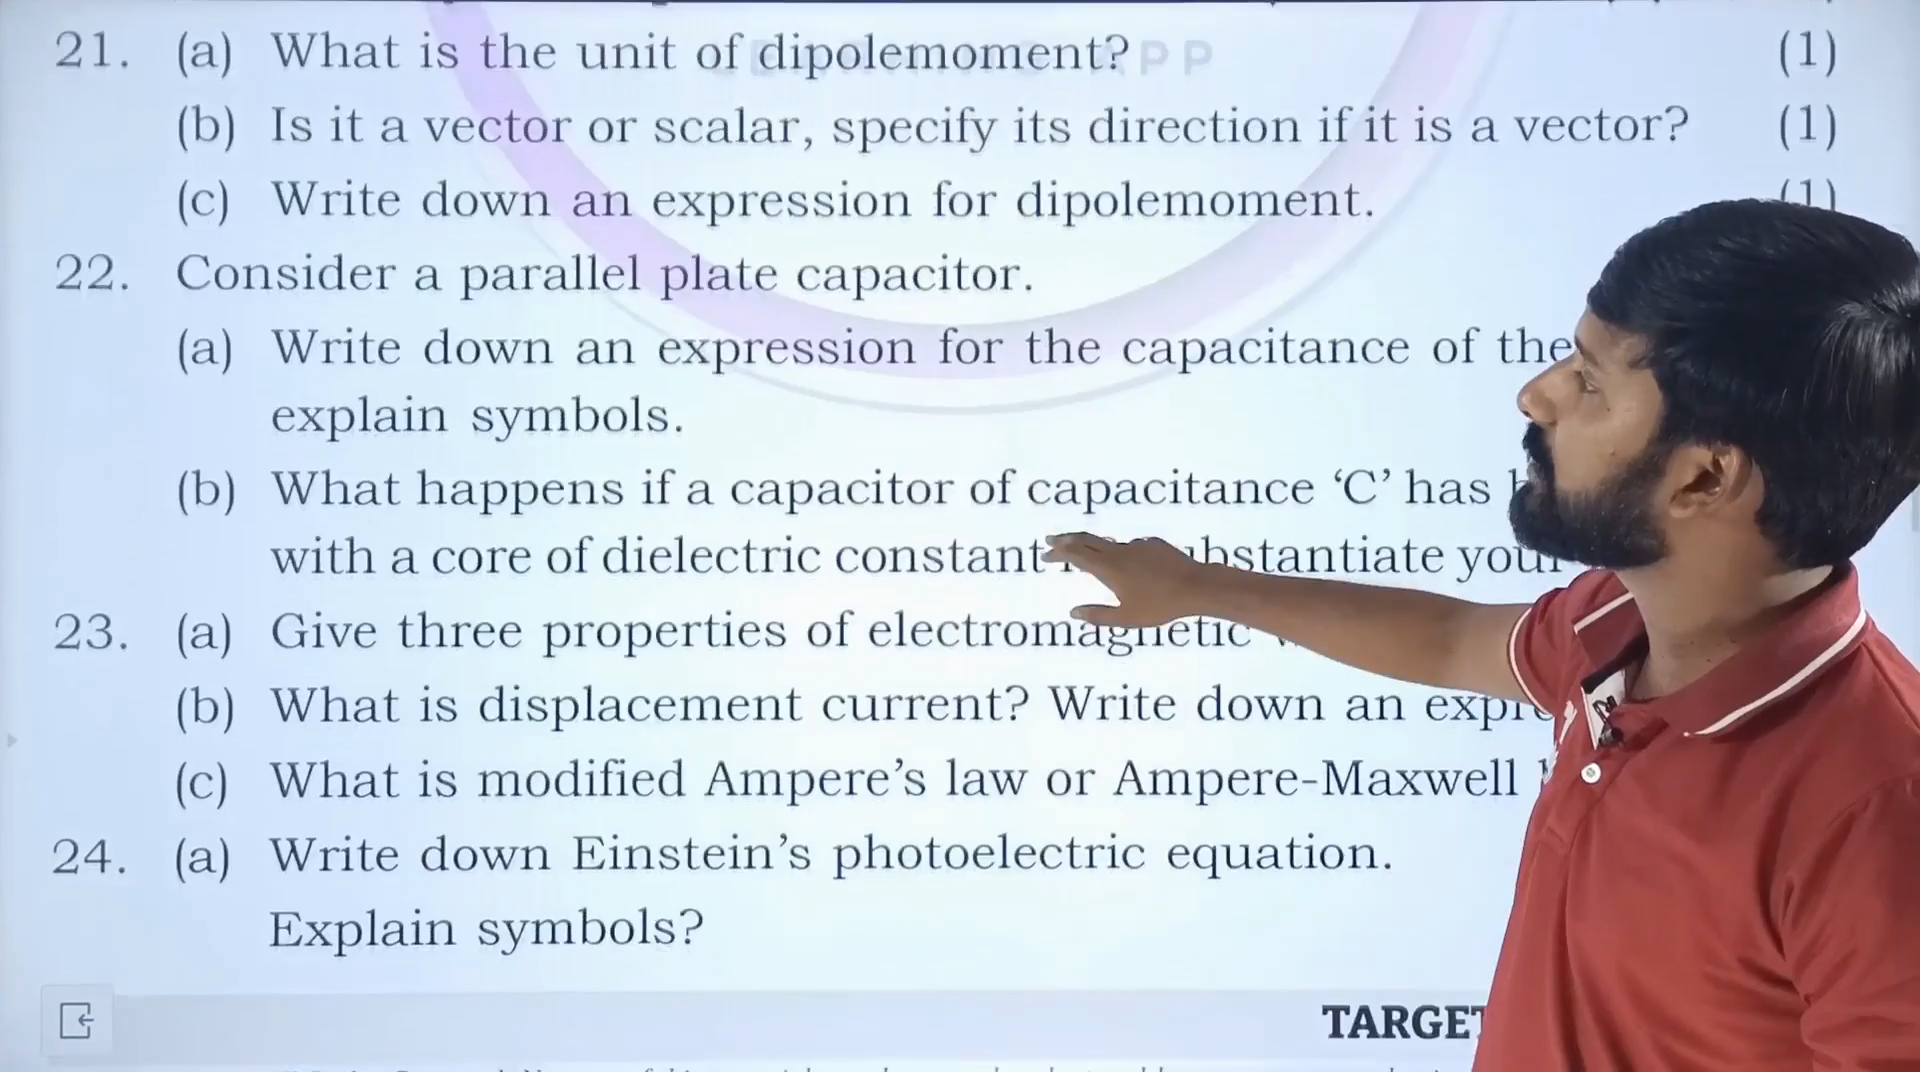 21. (a) What is the unit of dipolemoment? (1)
(b) Is it a vector or scalar, specify its direction if it is a vector? (1)
(c) Write down an expression for dipolemoment. (1)
22. Consider a parallel plate capacitor.
(a) Write down an expression for the capacitance of the
explain symbols.
(b) What happens if a capacitor of capacitance ‘C’ has
with a core of dielectric constant
23. (a) Give three properties of electromagnetic
(b) What is displacement current? Write down an
(c) What is modified Ampere’s law or Ampere-Maxwell
24. (a) Write down Einstein’s photoelectric equation.
Explain symbols?
TARGET